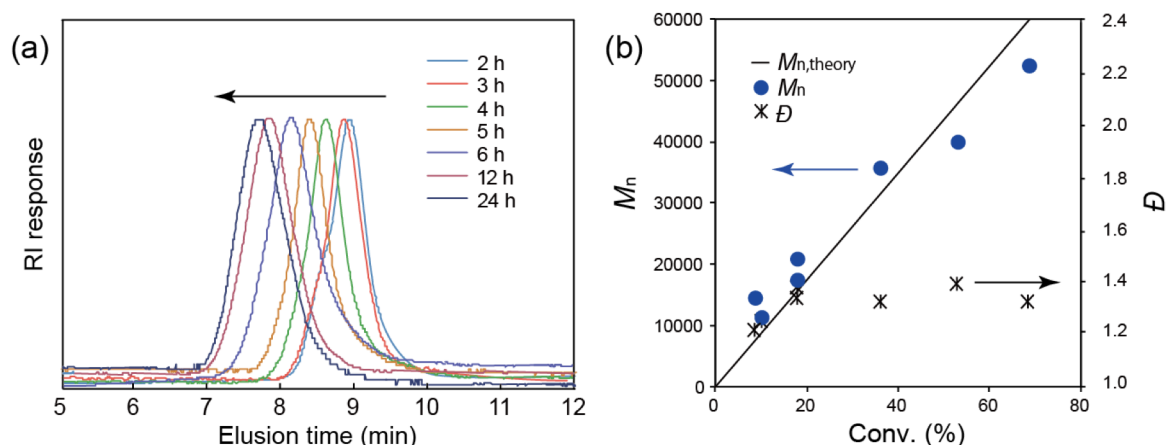 (a)
RI response
2 h
3 h
4 h
5 h
6 h
12 h
24 h
5 6 7 8 9 10 11 12
Elusion time (min)
(b)
Mn
60000
50000
40000
30000
20000
10000
0
Mn,theory
Mn
Đ
2.4
2.2
2.0
1.8
1.6
1.4
1.2
1.0
Đ
0 20 40 60 80
Conv. (%)